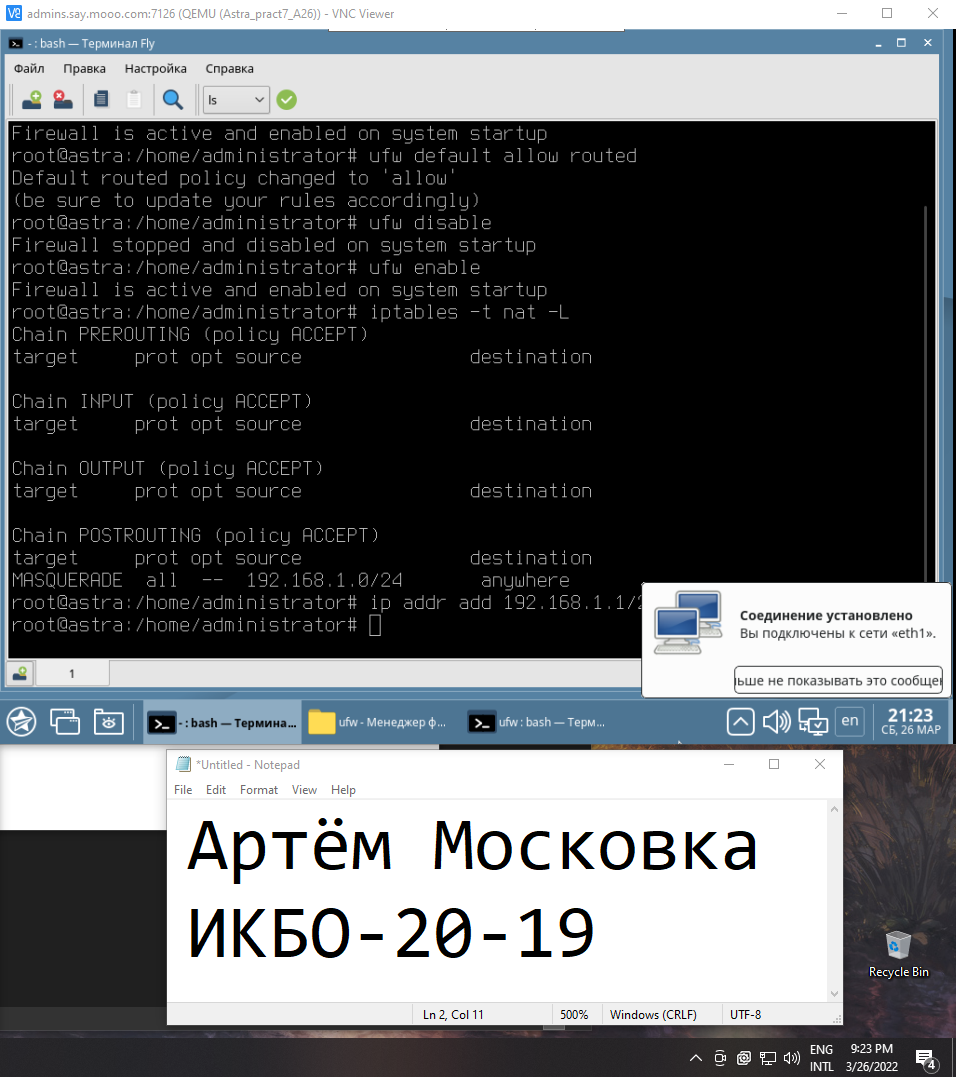 admins.say.mooo.com:7126 (QEMU (Astra_pract7_A26)) - VNC Viewer
- : bash — Терминал Fly
Файл Правка Настройка Справка
ls
Firewall is active and enabled on system startup
root@astra:/home/administrator# ufw default allow routed
Default routed policy changed to 'allow'
(be sure to update your rules accordingly)
root@astra:/home/administrator# ufw disable
Firewall stopped and disabled on system startup
root@astra:/home/administrator# ufw enable
Firewall is active and enabled on system startup
root@astra:/home/administrator# iptables -t nat -L
Chain PREROUTING (policy ACCEPT)
target prot opt source destination
Chain INPUT (policy ACCEPT)
target prot opt source destination
Chain OUTPUT (policy ACCEPT)
target prot opt source destination
Chain POSTROUTING (policy ACCEPT)
target prot opt source destination
MASQUERADE all -- 192.168.1.0/24 anywhere
root@astra:/home/administrator# ip addr add 192.168.1.1/2
root@astra:/home/administrator#
Соединение установлено
Вы подключены к сети «eth1».
ьше не показывать это сообщен
1
- : bash — Термина...
ufw - Менеджер ф...
ufw : bash — Терм...
en
21:23
СБ, 26 МАР
*Untitled - Notepad
File Edit Format View Help
Артём Московка
ИКБО-20-19
Ln 2, Col 11 500% Windows (CRLF) UTF-8
Recycle Bin
ENG
INTL
9:23 PM
3/26/2022
4